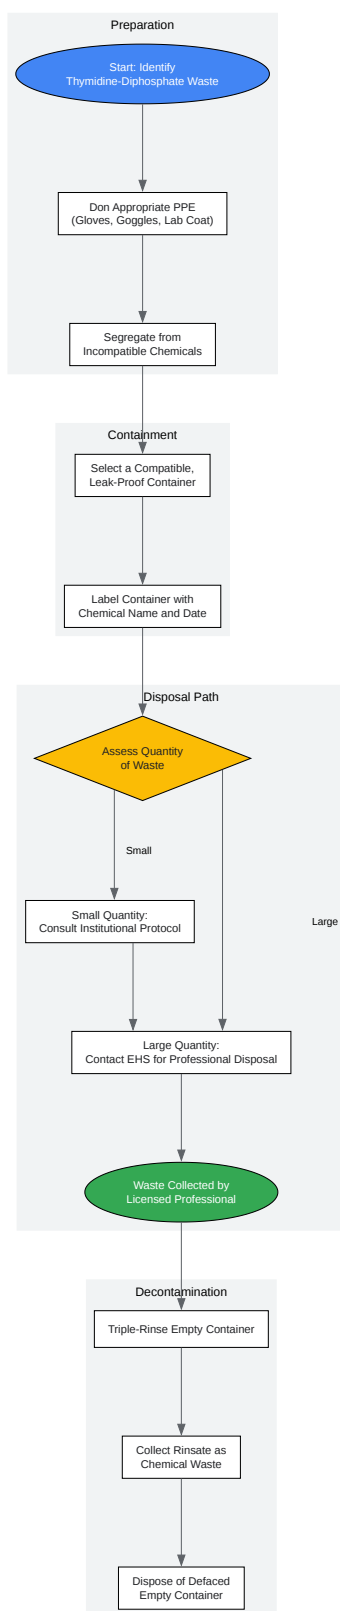 Preparation
Start: Identify
Thymidine-Diphosphate Waste
Don Appropriate PPE
(Gloves, Goggles, Lab Coat)
Segregate from
Incompatible Chemicals
Containment
Select a Compatible,
Leak-Proof Container
Label Container with
Chemical Name and Date
Disposal Path
Assess Quantity
of Waste
Small
Small Quantity:
Consult Institutional Protocol
Large
Large Quantity:
Contact EHS for Professional Disposal
Waste Collected by
Licensed Professional
Decontamination
Triple-Rinse Empty Container
Collect Rinsate as
Chemical Waste
Dispose of Defaced
Empty Container